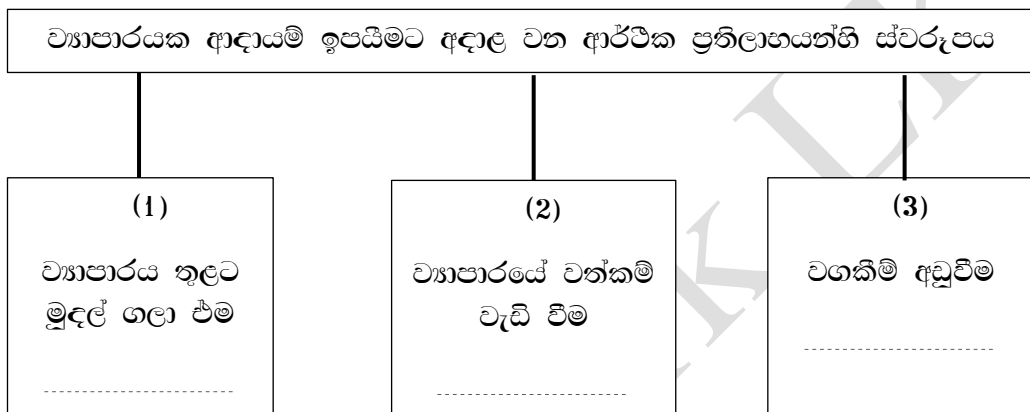 ව්‍යාපාරයක ආදායම් ඉපයීමට අදාළ වන ආර්ථික ප්‍රතිලාභයන්හි ස්වරූපය
(1)
ව්‍යාපාරය තුළට
මුදල් ගලා ඒම
(2)
ව්‍යාපාරයේ වත්කම්
වැඩි වීම
(3)
වගකීම් අඩුවීම